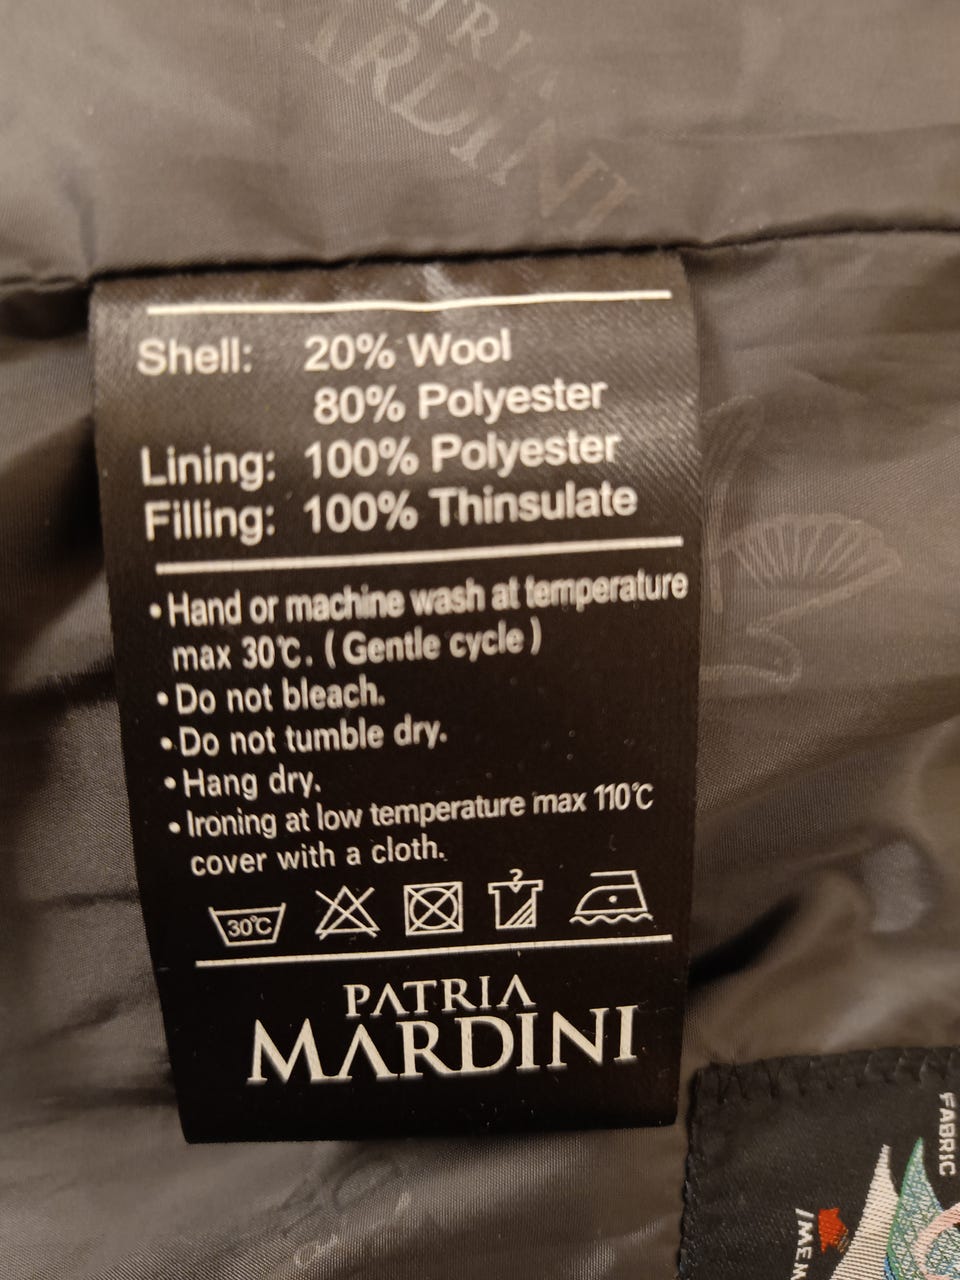 PATRIA
MARDINI
Shell: 20% Wool
80% Polyester
Lining: 100% Polyester
Filling: 100% Thinsulate
• Hand or machine wash at temperature
max 30℃. ( Gentle cycle )
• Do not bleach.
• Do not tumble dry.
• Hang dry.
• Ironing at low temperature max 110℃
cover with a cloth.
30℃
PATRIA
MARDINI
FABRIC